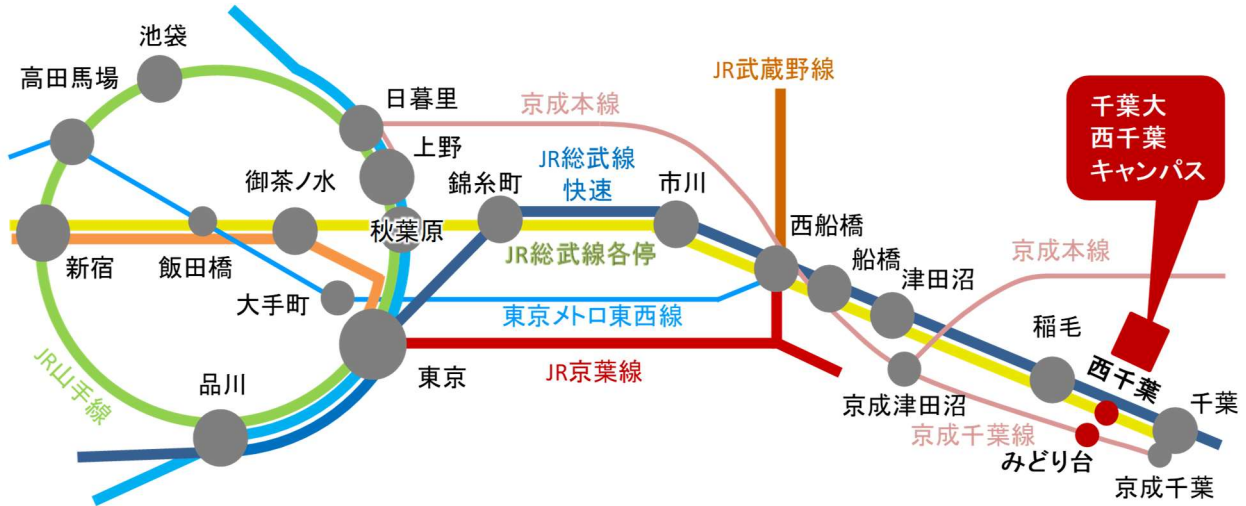 池袋
高田馬場
日暮里
京成本線
JR武蔵野線
千葉大
西千葉
キャンパス
上野
御茶ノ水
錦糸町
JR総武線
快速
市川
秋葉原
西船橋
新宿
飯田橋
JR総武線各停
船橋
京成本線
大手町
東京メトロ東西線
津田沼
稲毛
JR山手線
品川
東京
JR京葉線
西千葉
千葉
京成津田沼
京成千葉線
みどり台
京成千葉